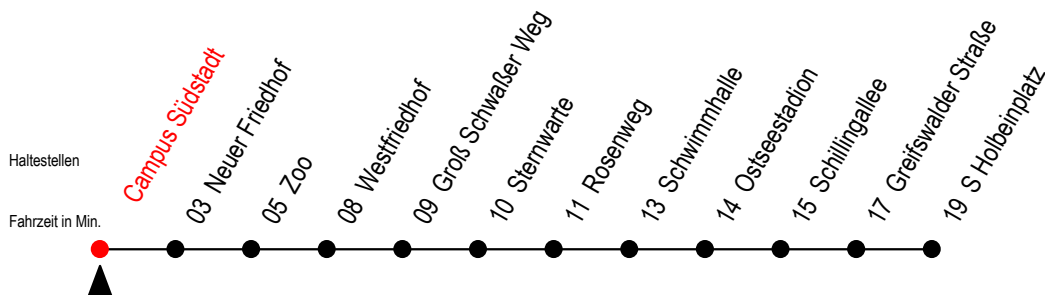 Haltestellen
Fahrzeit in Min.
Campus Südstadt
03 Neuer Friedhof
05 Zoo
08 Westfriedhof
09 Groß Schwaßer Weg
10 Sternwarte
11 Rosenweg
13 Schwimmhalle
14 Ostseestadion
15 Schillingallee
17 Greifswalder Straße
19 S Holbeinplatz